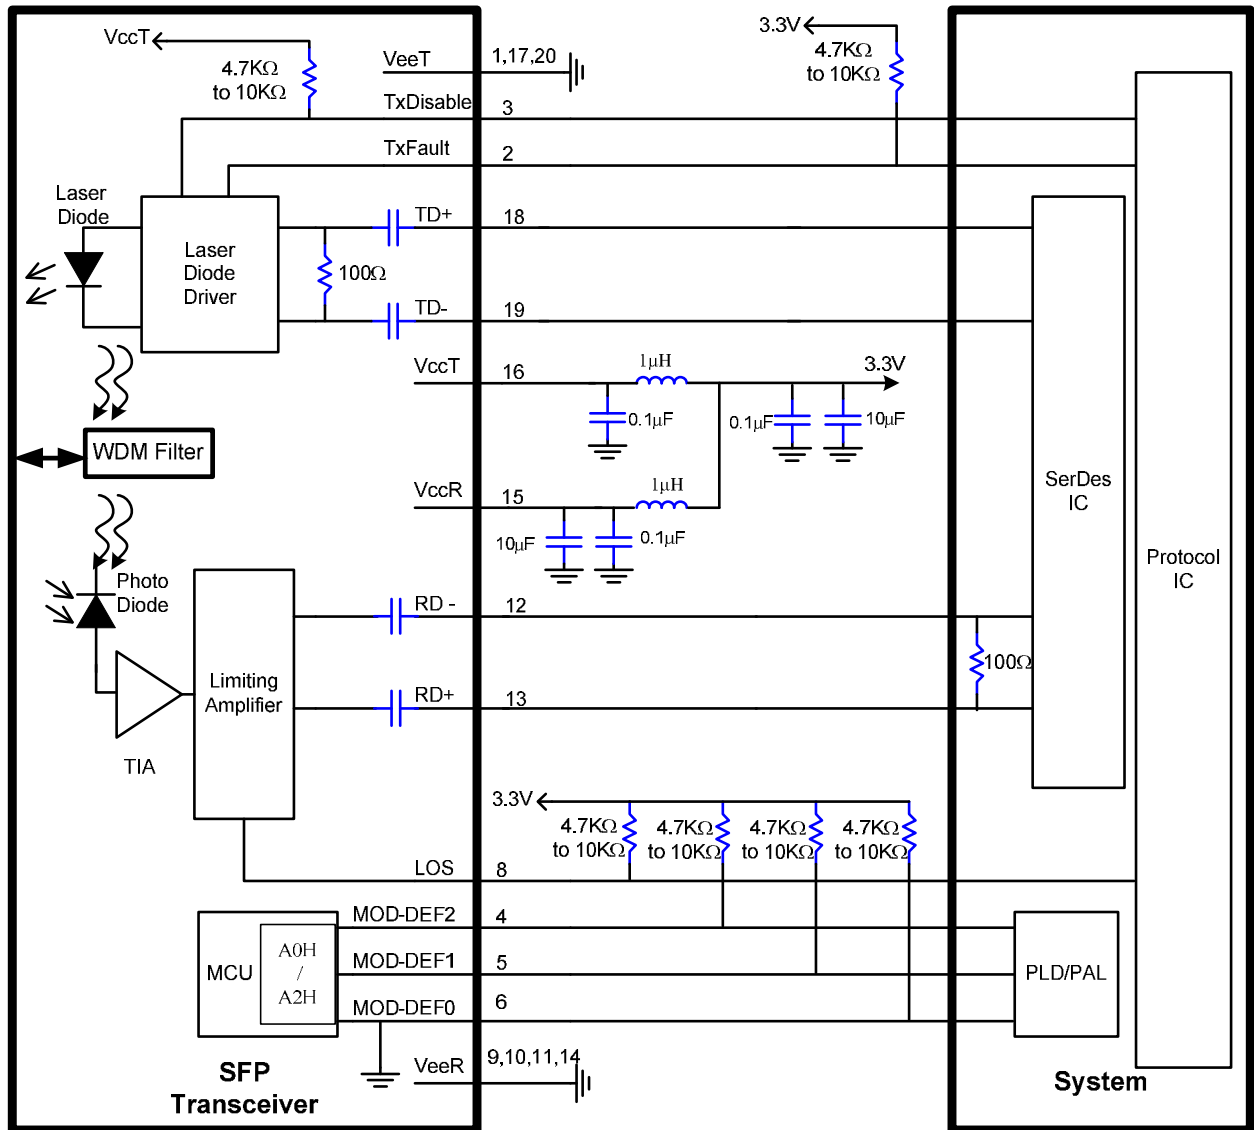 VccT
4.7KΩ
to 10KΩ
VeeT
1,17,20
3.3V
4.7KΩ
to 10KΩ
TxDisable
3
TxFault
2
Laser
Diode
Laser
Diode
Driver
TD+
18
100Ω
TD-
19
VccT
16
1μH
3.3V
0.1μF
0.1μF
10μF
WDM Filter
VccR
15
1μH
10μF
0.1μF
SerDes
IC
Protocol
IC
Photo
Diode
RD -
12
100Ω
Limiting
Amplifier
RD+
13
TIA
3.3V
4.7KΩ
to 10KΩ
4.7KΩ
to 10KΩ
4.7KΩ
to 10KΩ
4.7KΩ
to 10KΩ
LOS
8
MOD-DEF2
4
MCU
A0H
/
A2H
MOD-DEF1
5
PLD/PAL
MOD-DEF0
6
VeeR
9,10,11,14
SFP
Transceiver
System